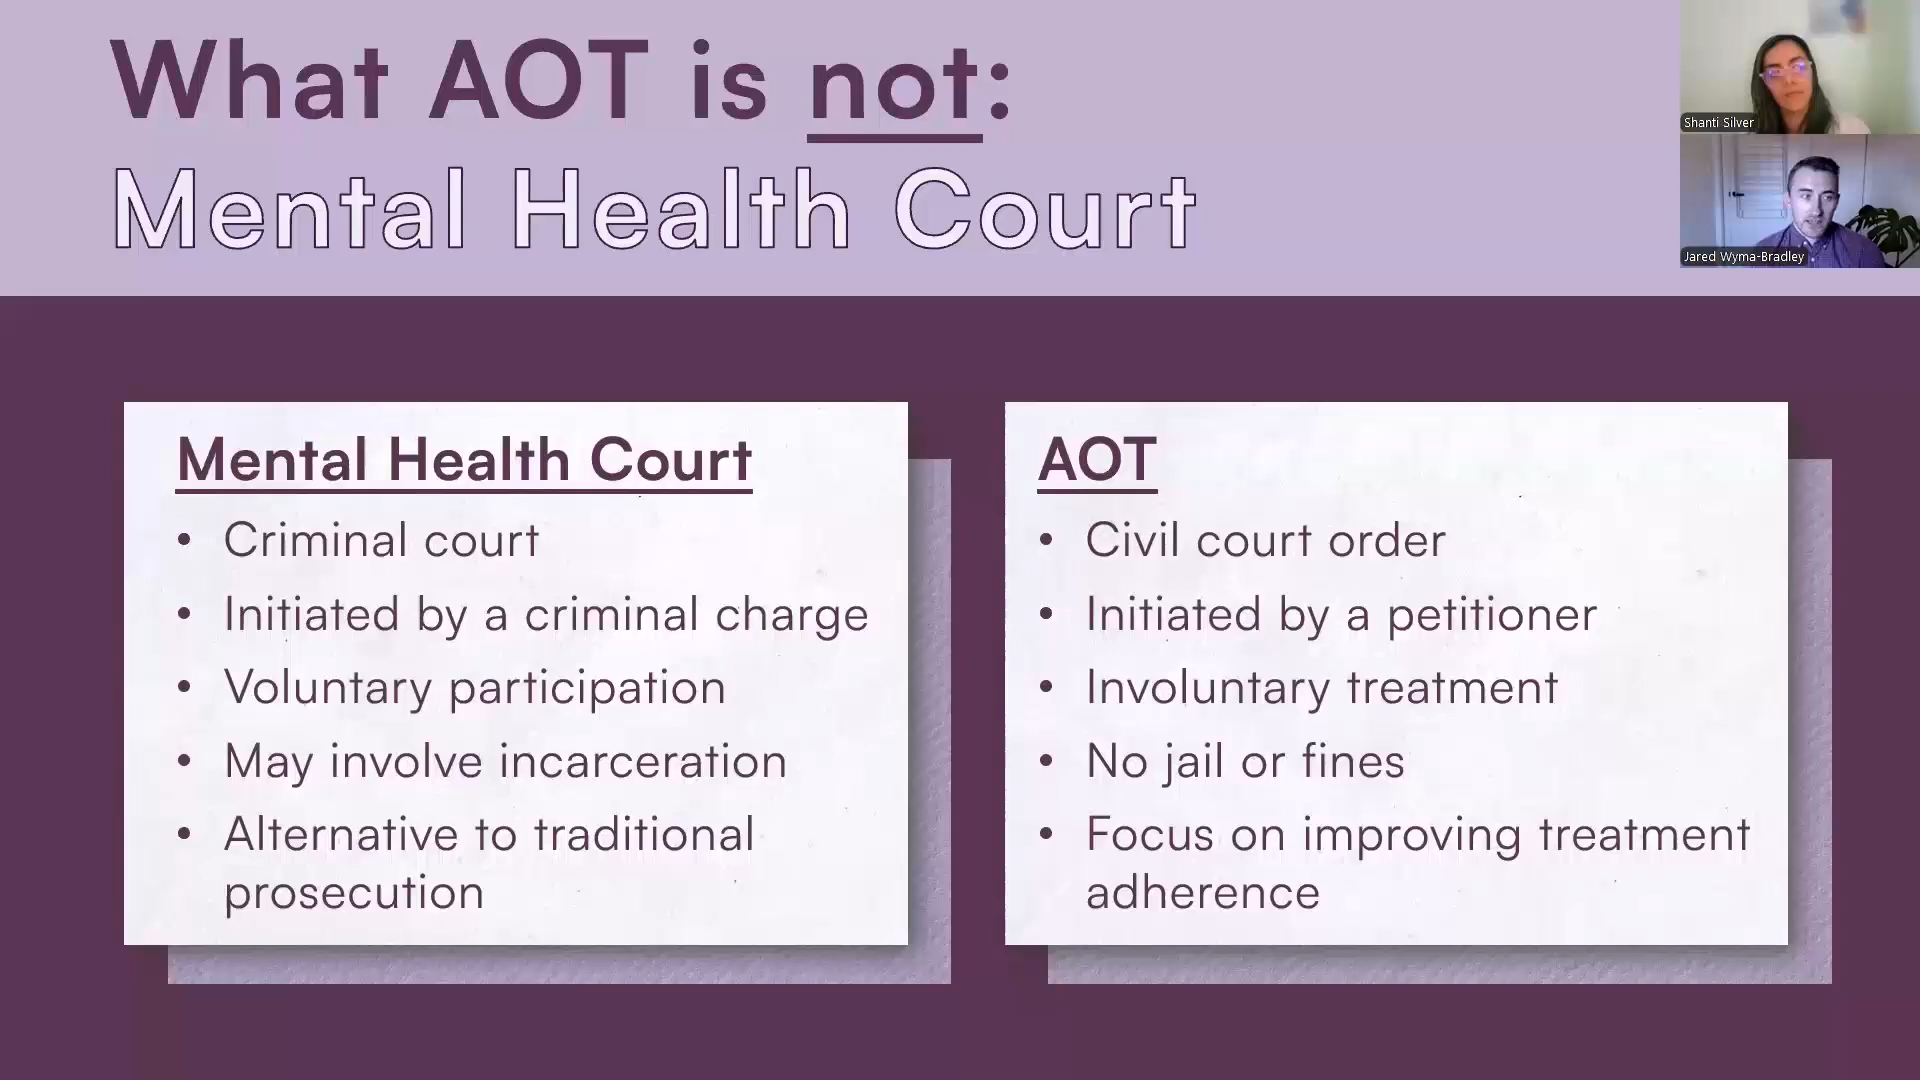 What AOT is not:
Mental Health Court
Shanti Silver
Jared Wyma-Bradley
Mental Health Court
• Criminal court
• Initiated by a criminal charge
• Voluntary participation
• May involve incarceration
• Alternative to traditional
prosecution
AOT
• Civil court order
• Initiated by a petitioner
• Involuntary treatment
• No jail or fines
• Focus on improving treatment
adherence